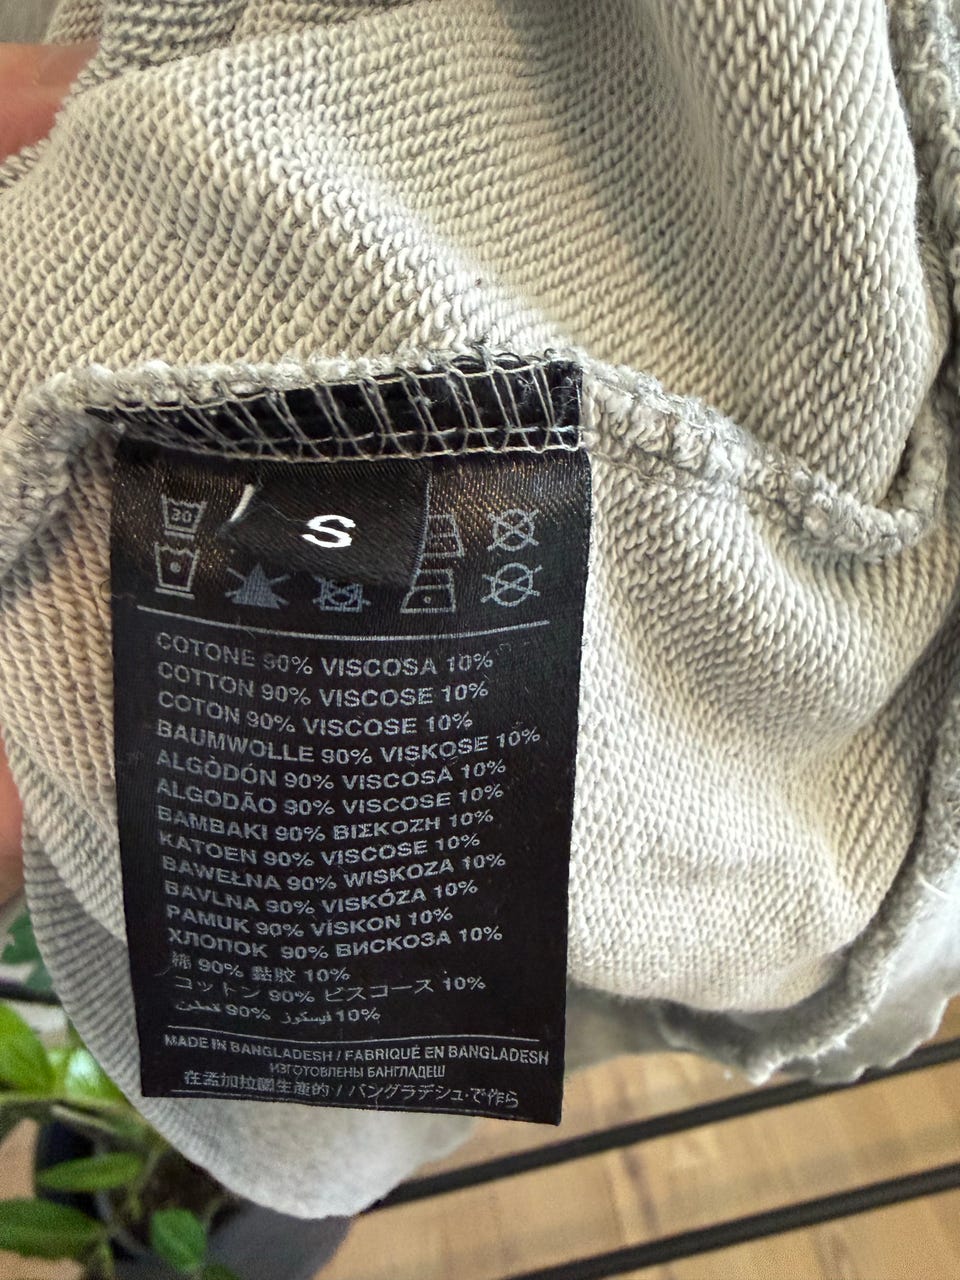 30
S
COTONE 90% VISCOSA 10%
COTTON 90% VISCOSE 10%
COTON 90% VISCOSE 10%
BAUMWOLLE 90% VISKOSE 10%
ALGÒDÓN 90% VISCOSA 10%
ALGODÃO 90% VISCOSE 10%
BAMBAKI 90% ΒΙΣΚΟΖΗ 10%
KATOEN 90% VISCOSE 10%
BAWEŁNA 90% WISKOZA 10%
BAVLNA 90% VISKÓZA 10%
PAMUK 90% VİSKON 10%
ХЛОПОК 90% ВИСКОЗА 10%
棉 90% 黏胶 10%
コットン 90% ビスコース 10%
قطن 90% فيسكوز 10%
MADE IN BANGLADESH / FABRIQUÉ EN BANGLADESH
ИЗГОТОВЛЕНЫ БАНГЛАДЕШ
在孟加拉國生産的 / バングラデシュ·で作ら